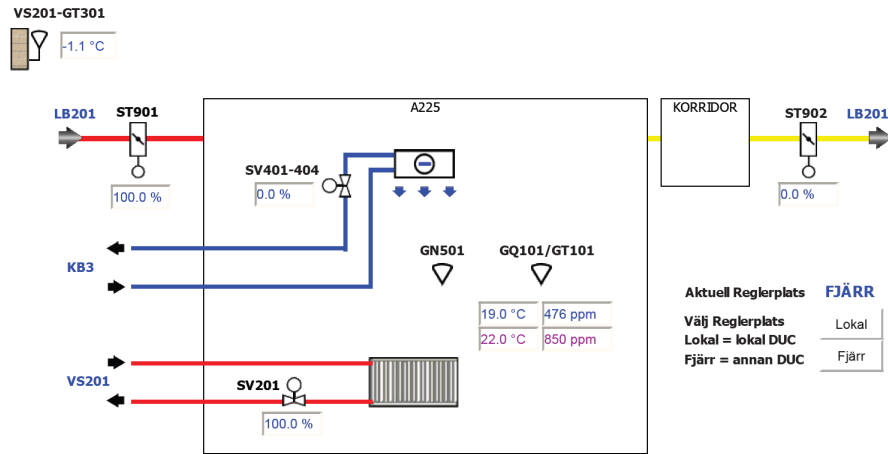 VS201-GT301
-1.1 °C
LB201
ST901
A225
KORRIDOR
ST902
LB201
SV401-404
100.0 %
0.0 %
0.0 %
KB3
GN501
GQ101/GT101
19.0 °C
476 ppm
22.0 °C
850 ppm
Aktuell Reglerplats
FJÄRR
Välj Reglerplats
Lokal = lokal DUC
Fjärr = annan DUC
Lokal
Fjärr
VS201
SV201
100.0 %